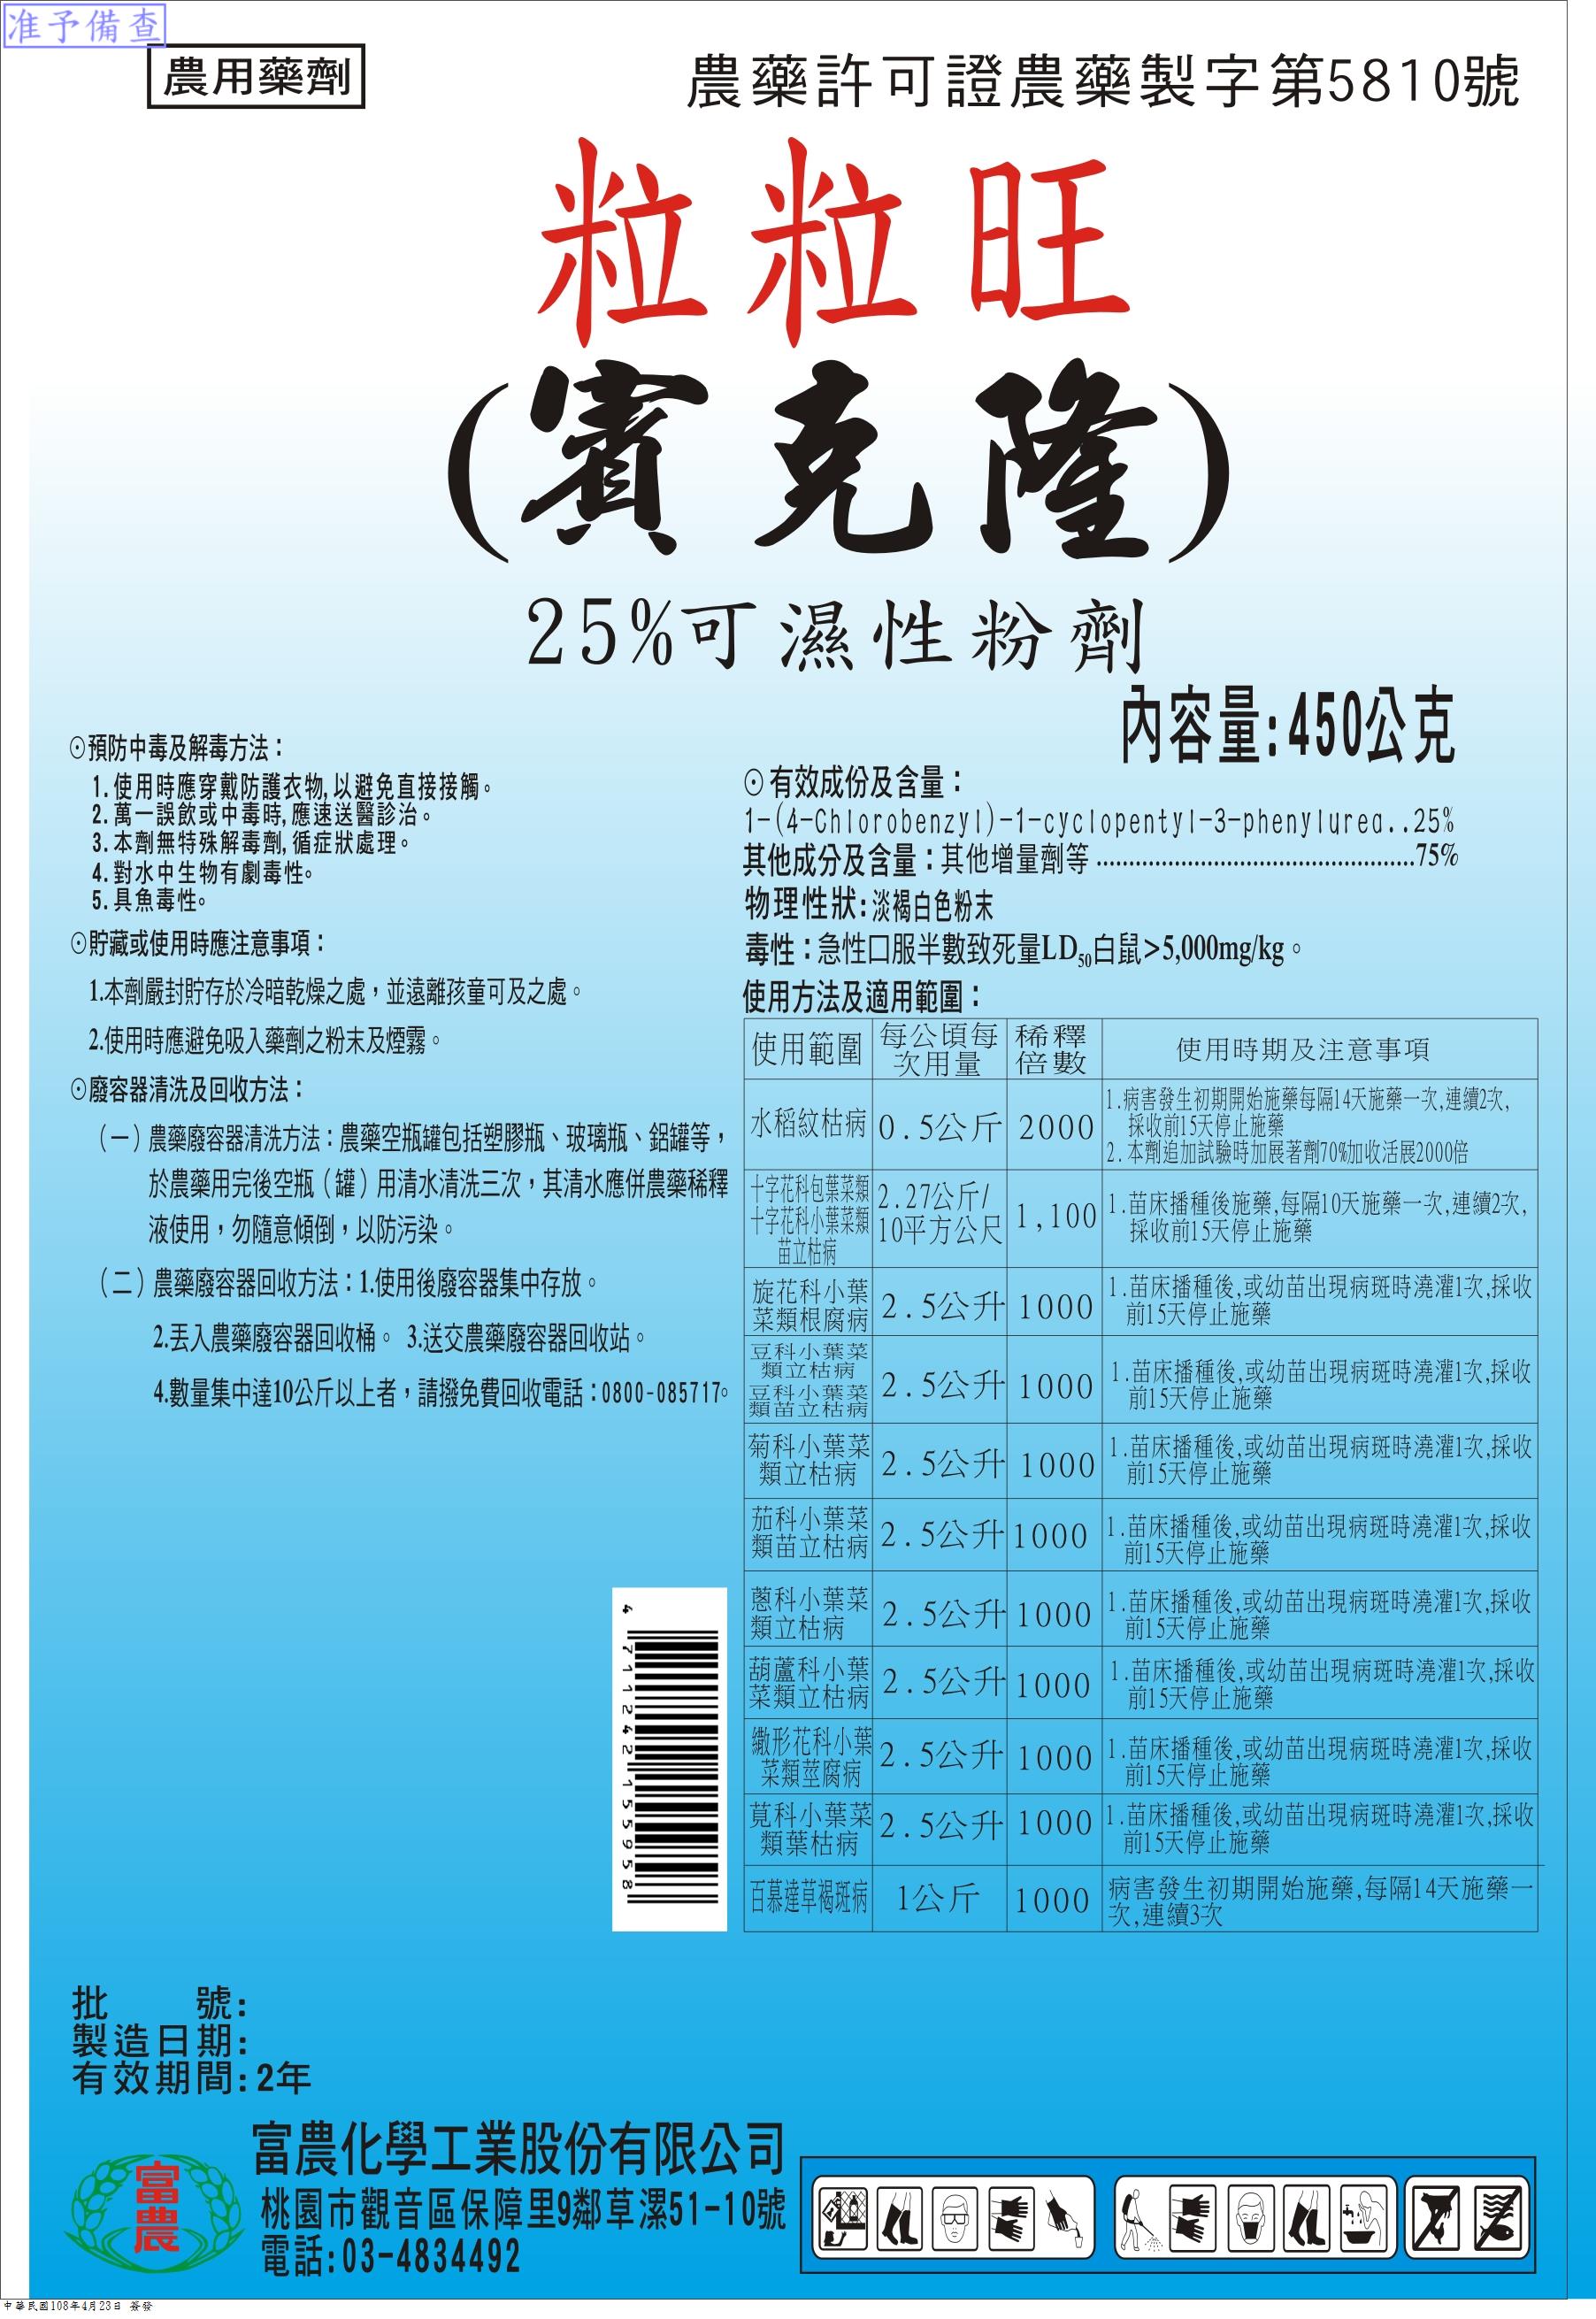 准予備查
農用藥劑
農藥許可證農藥製字第5810號
粒粒旺
(賓克隆)
25%可濕性粉劑
內容量:450公克
⊙預防中毒及解毒方法：
1.使用時應穿戴防護衣物,以避免直接接觸。
2.萬一誤飲或中毒時,應速送醫診治。
3.本劑無特殊解毒劑,循症狀處理。
4.對水中生物有劇毒性。
5.具魚毒性。
⊙貯藏或使用時應注意事項：
1.本劑嚴封貯存於冷暗乾燥之處，並遠離孩童可及之處。
2.使用時應避免吸入藥劑之粉末及煙霧。
⊙廢容器清洗及回收方法：
（一）農藥廢容器清洗方法：農藥空瓶罐包括塑膠瓶、玻璃瓶、鋁罐等，
於農藥用完後空瓶（罐）用清水清洗三次，其清水應併農藥稀釋
液使用，勿隨意傾倒，以防污染。
（二）農藥廢容器回收方法：1.使用後廢容器集中存放。
2.丟入農藥廢容器回收桶。 3.送交農藥廢容器回收站。
4.數量集中達10公斤以上者，請撥免費回收電話：0800-085717。
⊙有效成份及含量：
1-(4-Chlorobenzyl)-1-cyclopentyl-3-phenylurea..25%
其他成分及含量：其他增量劑等..................................................75%
物理性狀:淡褐白色粉末
毒性：急性口服半數致死量LD50白鼠>5,000mg/kg。
使用方法及適用範圍：
使用範圍 每公頃每次用量 稀釋倍數 使用時期及注意事項
水稻紋枯病 0.5公斤 2000 1.病害發生初期開始施藥每隔14天施藥一次,連續2次,
採收前15天停止施藥
2.本劑追加試驗時加展著劑70%加收活展2000倍
十字花科包葉菜類
十字花科小葉菜類
苗立枯病
2.27公斤/
10平方公尺
1,100
1.苗床播種後施藥,每隔10天施藥一次,連續2次,
採收前15天停止施藥
旋花科小葉
菜類根腐病
2.5公升 1000
1.苗床播種後,或幼苗出現病斑時澆灌1次,採收
前15天停止施藥
豆科小葉菜
類立枯病
豆科小葉菜
類苗立枯病
2.5公升 1000
1.苗床播種後,或幼苗出現病斑時澆灌1次,採收
前15天停止施藥
菊科小葉菜
類立枯病
2.5公升 1000
1.苗床播種後,或幼苗出現病斑時澆灌1次,採收
前15天停止施藥
茄科小葉菜
類苗立枯病
2.5公升 1000
1.苗床播種後,或幼苗出現病斑時澆灌1次,採收
前15天停止施藥
蔥科小葉菜
類立枯病
2.5公升 1000
1.苗床播種後,或幼苗出現病斑時澆灌1次,採收
前15天停止施藥
葫蘆科小葉
菜類立枯病
2.5公升 1000
1.苗床播種後,或幼苗出現病斑時澆灌1次,採收
前15天停止施藥
繖形花科小葉
菜類莖腐病
2.5公升 1000
1.苗床播種後,或幼苗出現病斑時澆灌1次,採收
前15天停止施藥
莧科小葉菜
類葉枯病
2.5公升 1000
1.苗床播種後,或幼苗出現病斑時澆灌1次,採收
前15天停止施藥
百慕達草褐斑病 1公斤 1000
病害發生初期開始施藥,每隔14天施藥一
次,連續3次
4 711242 155958
批　　號:
製造日期:
有效期間:2年
富農
富農化學工業股份有限公司
桃園市觀音區保障里9鄰草漯51-10號
電話:03-4834492
中華民國108年4月23日 簽發